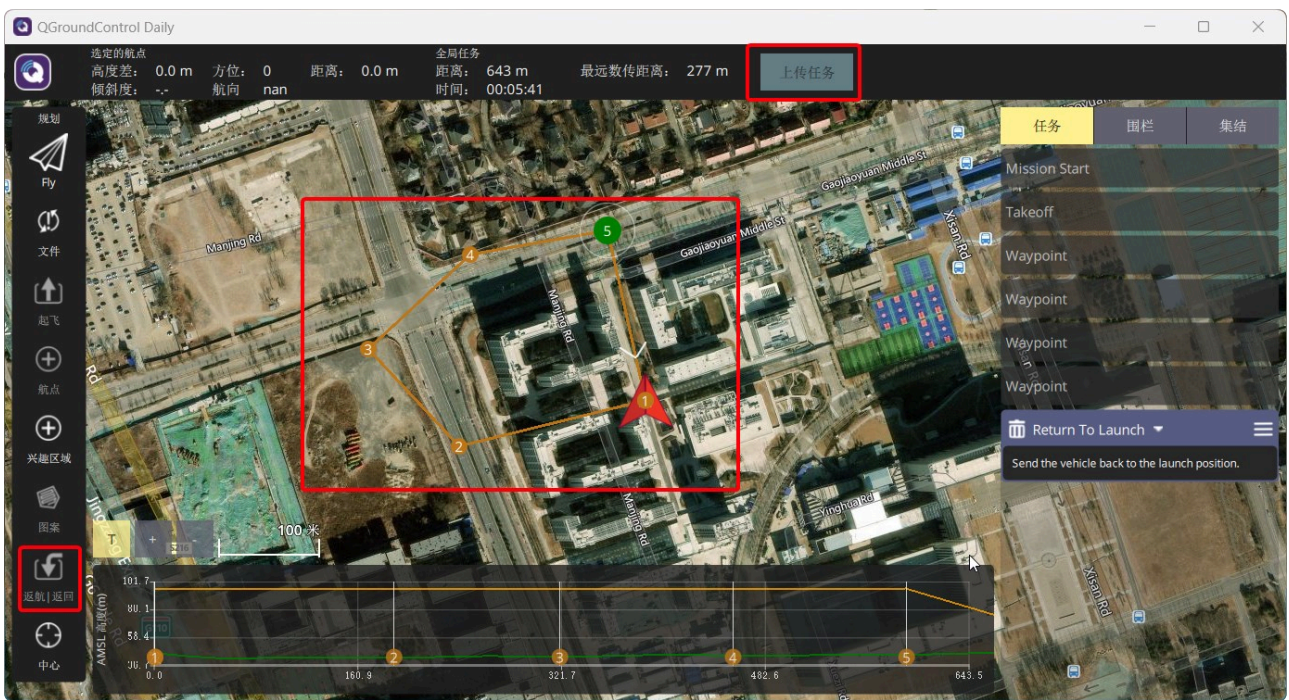 QGroundControl Daily
选定的航点
高度差: 0.0 m 方位: 0 距离: 0.0 m
倾斜度: -.- 航向 nan
全局任务
距离: 643 m 最远数传距离: 277 m
时间: 00:05:41
上传任务
规划
Fly
文件
起飞
航点
兴趣区域
图案
返航|返回
中心
任务 围栏 集结
Mission Start
Takeoff
Waypoint
Waypoint
Waypoint
Waypoint
Return To Launch
Send the vehicle back to the launch position.
Gaojiaoyuan Middle St
Gaojiaoyuan Middle St
Manjing Rd
Manjing Rd
Manjing Rd
Xisan Rd
Xisan Rd
Yinghua Rd
Rd
5
4
3
2
1
T + -
100 米
AMSL 高度(m)
101.7
58.4
1 2 3 4 5
0.0 160.9 321.7 482.6 643.5